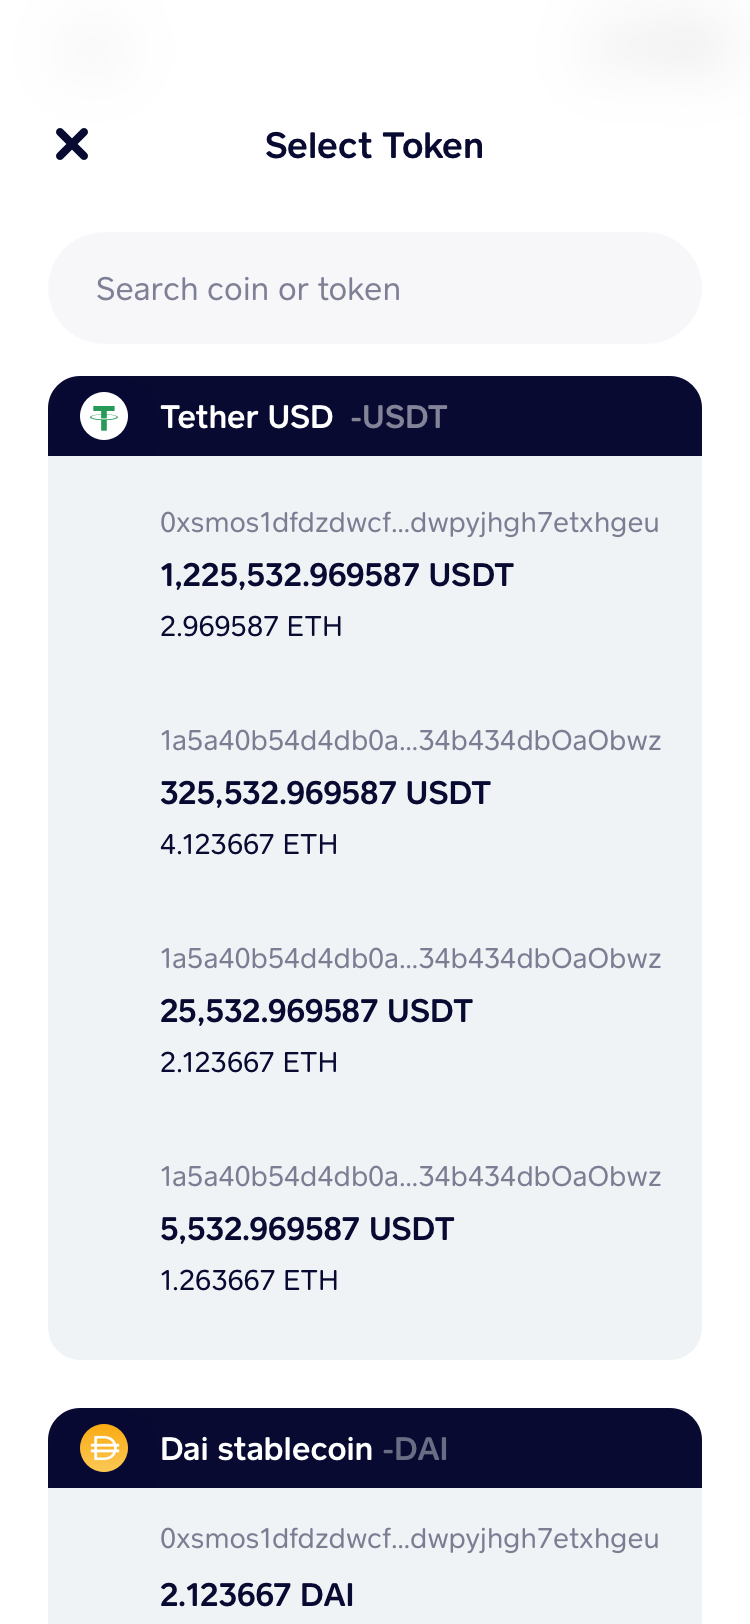 Select Token
Search coin or token
Tether USD -USDT
0xsmos1dfdzdwcf...dwpyjhgh7etxhgeu
1,225,532.969587 USDT
2.969587 ETH
1a5a40b54d4db0a...34b434dbOaObwz
325,532.969587 USDT
4.123667 ETH
1a5a40b54d4db0a...34b434dbOaObwz
25,532.969587 USDT
2.123667 ETH
1a5a40b54d4db0a...34b434dbOaObwz
5,532.969587 USDT
1.263667 ETH
Dai stablecoin -DAI
0xsmos1dfdzdwcf...dwpyjhgh7etxhgeu
2.123667 DAI